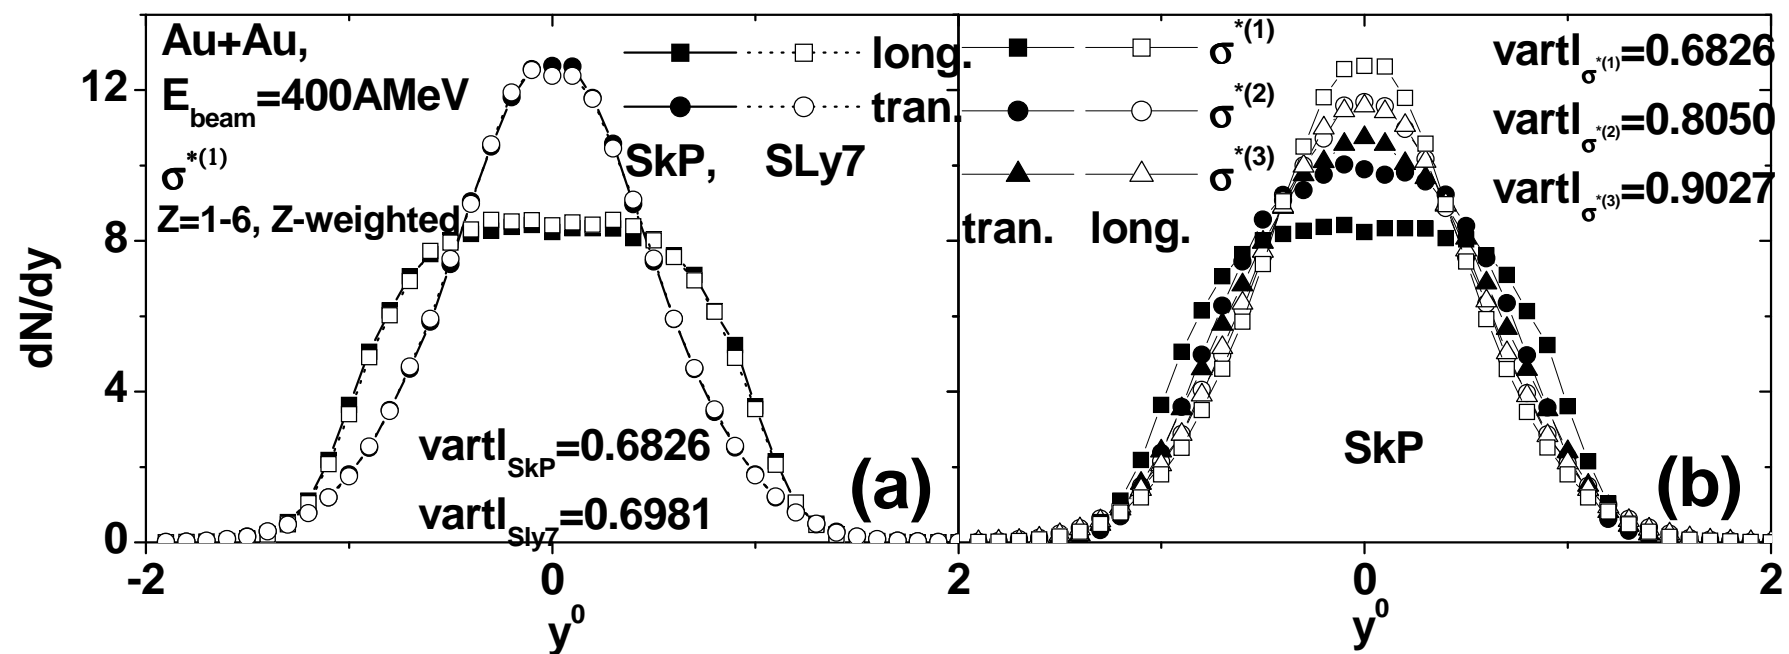 Au+Au,
E_beam=400AMeV
σ*(1)
Z=1-6, Z-weighted
long.
tran.
SkP, SLy7
vartl_SkP=0.6826
vartl_Sly7=0.6981
(a)
dN/dy
12
8
4
0
-2 0 2
y^0
σ*(1)
σ*(2)
σ*(3)
tran. long.
vartl_σ*(1)=0.6826
vartl_σ*(2)=0.8050
vartl_σ*(3)=0.9027
SkP
(b)
0 2
y^0